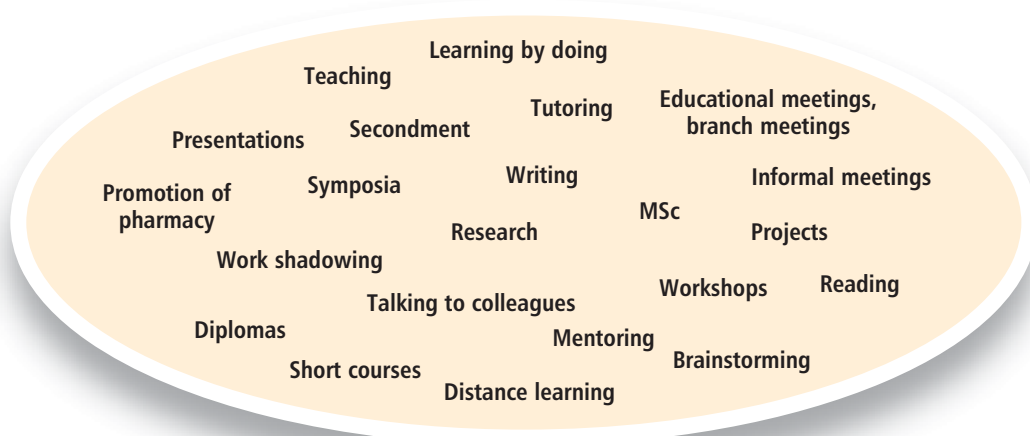 Learning by doing
Teaching
Tutoring
Educational meetings,
branch meetings
Presentations
Secondment
Writing
Informal meetings
Promotion of
pharmacy
Symposia
MSc
Research
Projects
Work shadowing
Talking to colleagues
Workshops
Reading
Diplomas
Mentoring
Brainstorming
Short courses
Distance learning